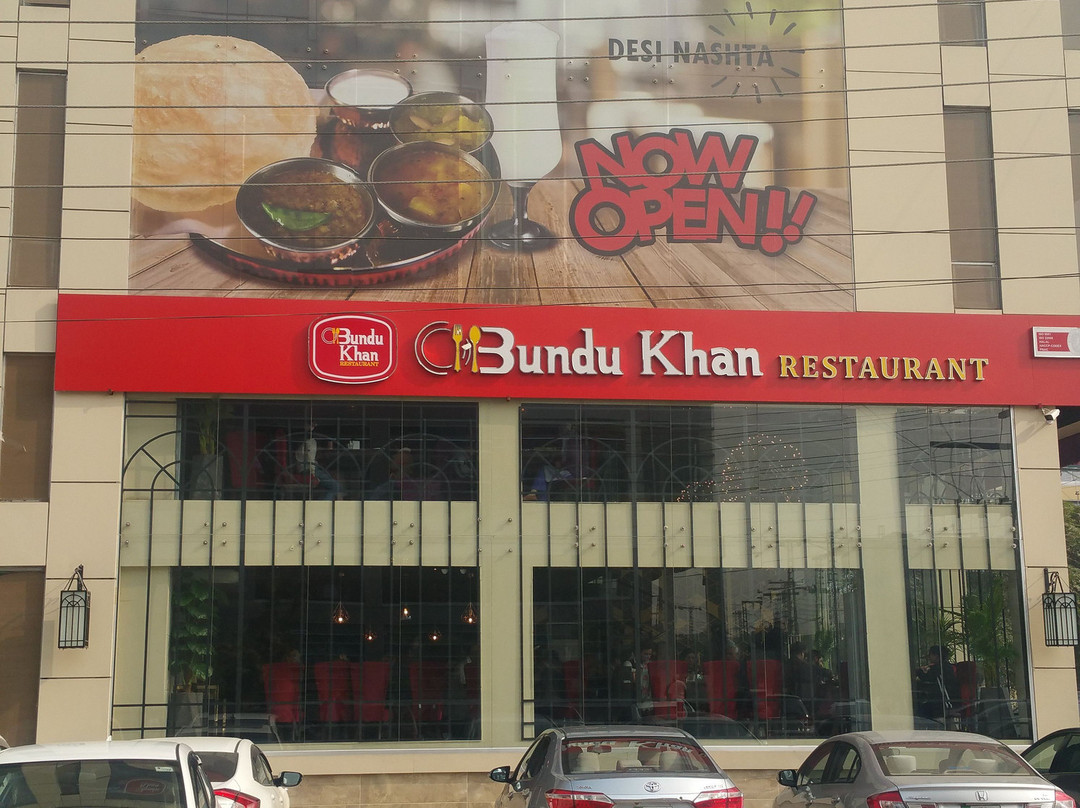 DESI NASHTA
NOW
OPEN!!
Bundu
Khan
RESTAURANT
Bundu Khan RESTAURANT